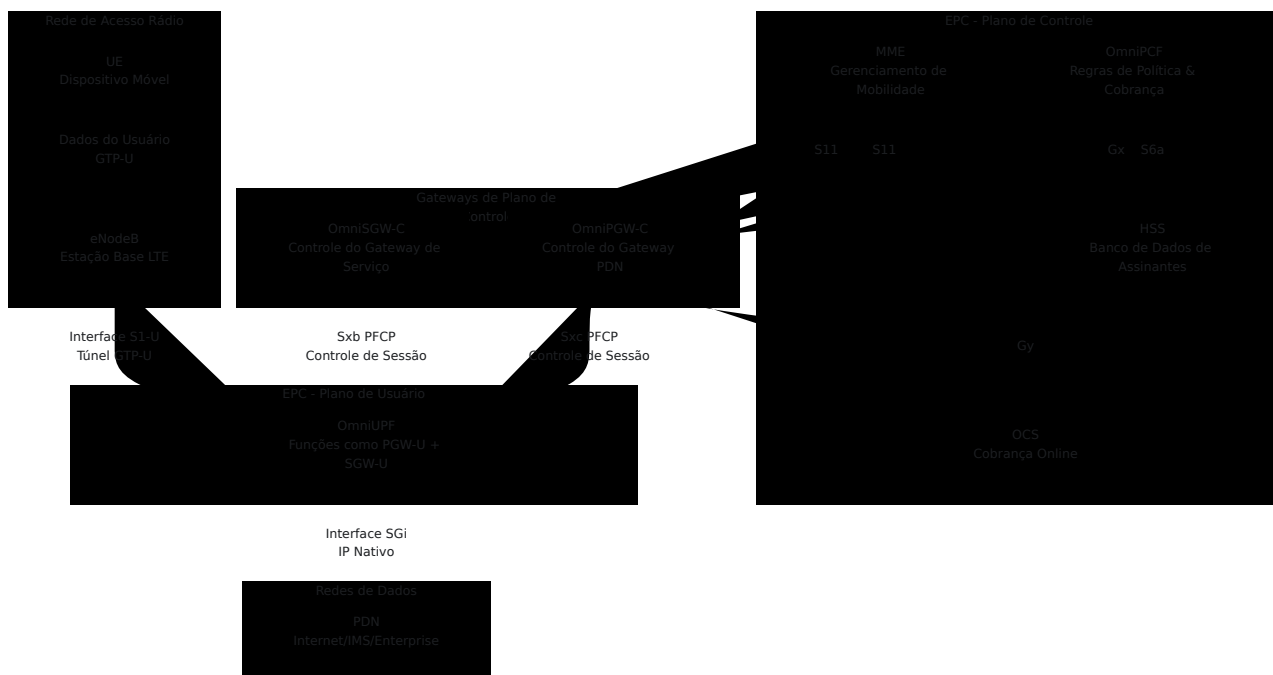 Rede de Acesso Rádio
UE
Dispositivo Móvel
Dados do Usuário
GTP-U
eNodeB
Estação Base LTE
Gateways de Plano de
ontrol
OmniSGW-C
Controle do Gateway de
Serviço
OmniPGW-C
Controle do Gateway
PDN
EPC - Plano de Controle
MME
Gerenciamento de
Mobilidade
OmniPCF
Regras de Política &
Cobrança
S11
S11
Gx
S6a
HSS
Banco de Dados de
Assinantes
Gy
OCS
Cobrança Online
Interface S1-U
Túnel GTP-U
Sxb PFCP
Controle de Sessão
Sxc PFCP
Controle de Sessão
EPC - Plano de Usuário
OmniUPF
Funções como PGW-U +
SGW-U
Interface SGi
IP Nativo
Redes de Dados
PDN
Internet/IMS/Enterprise